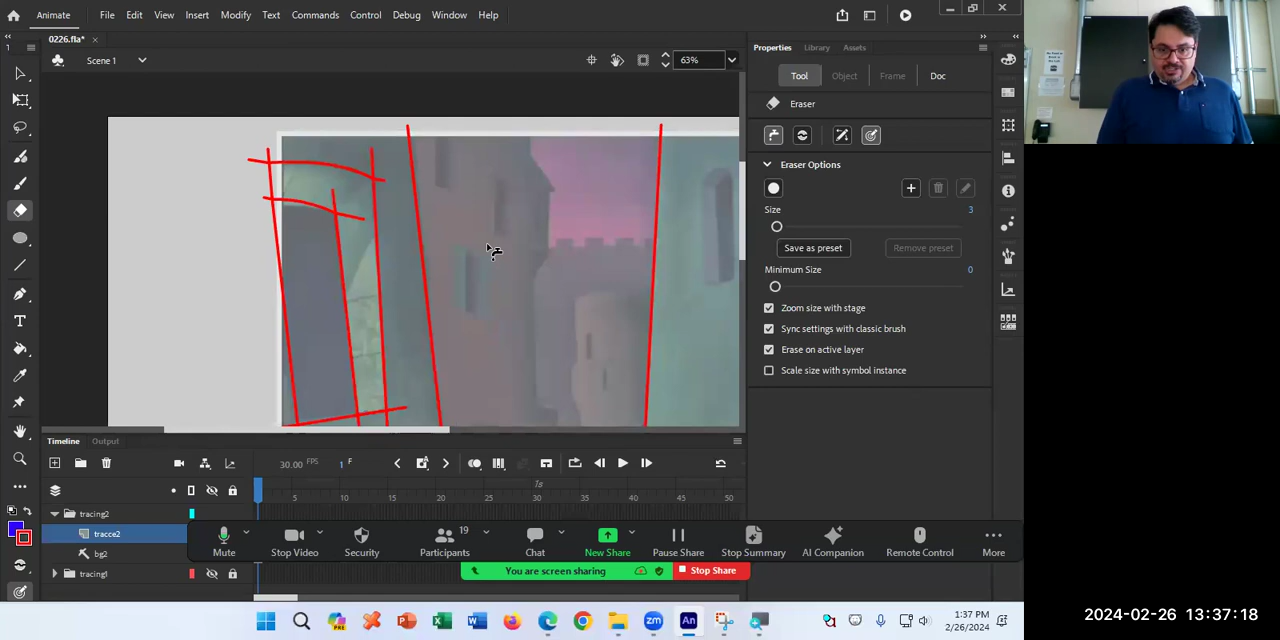 Animate File Edit View Insert Modify Text Commands Control Debug Window Help
0226.fla* ×
Scene 1 63%
Properties Library Assets
Tool Object Frame Doc
Eraser
Eraser Options
Size 3
Save as preset Remove preset
Minimum Size 0
Zoom size with stage
Sync settings with classic brush
Erase on active layer
Scale size with symbol instance
Timeline Output
30.00 FPS 1 F
1s
5 10 15 20 25 30 35 40 45 50
tracing2
tracce2
bg2
tracing1
Mute Stop Video Security Participants 19 Chat New Share Pause Share Stop Summary AI Companion Remote Control More
You are screen sharing Stop Share
1:37 PM
2/26/2024
2024-02-26 13:37:18